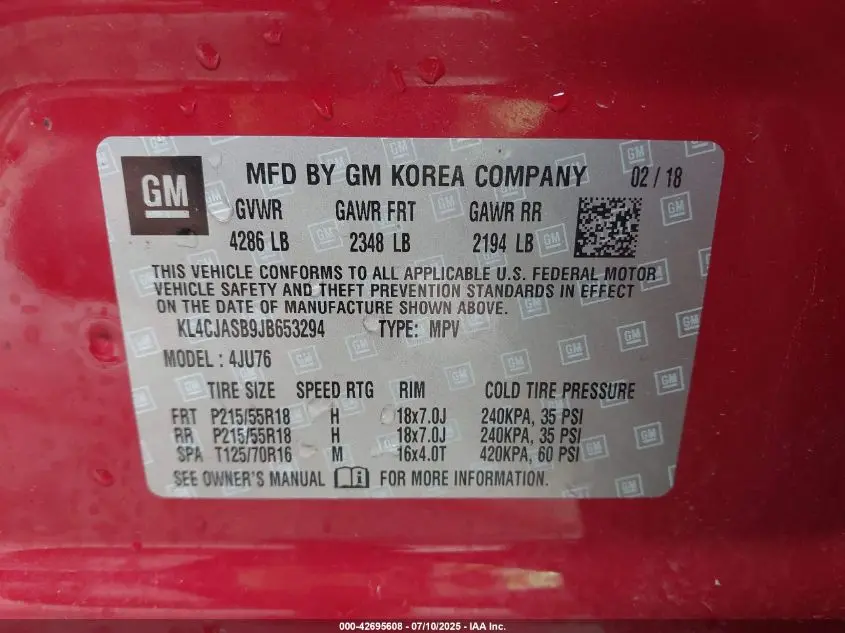 GM MFD BY GM KOREA COMPANY 02 / 18
GVWR GAWR FRT GAWR RR
4286 LB 2348 LB 2194 LB
THIS VEHICLE CONFORMS TO ALL APPLICABLE U.S. FEDERAL MOTOR
VEHICLE SAFETY AND THEFT PREVENTION STANDARDS IN EFFECT
ON THE DATE OF MANUFACTURE SHOWN ABOVE.
KL4CJASB9JB653294 TYPE: MPV
MODEL : 4JU76
TIRE SIZE SPEED RTG RIM COLD TIRE PRESSURE
FRT P215/55R18 H 18x7.0J 240KPA, 35 PSI
RR P215/55R18 H 18x7.0J 240KPA, 35 PSI
SPA T125/70R16 M 16x4.0T 420KPA, 60 PSI
SEE OWNER'S MANUAL FOR MORE INFORMATION.
000-42695608 - 07/10/2025 - IAA Inc.